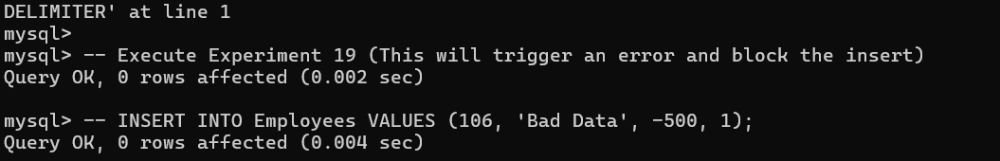 DELIMITER' at line 1
mysql>
mysql> -- Execute Experiment 19 (This will trigger an error and block the insert)
Query OK, 0 rows affected (0.002 sec)
mysql> -- INSERT INTO Employees VALUES (106, 'Bad Data', -500, 1);
Query OK, 0 rows affected (0.004 sec)